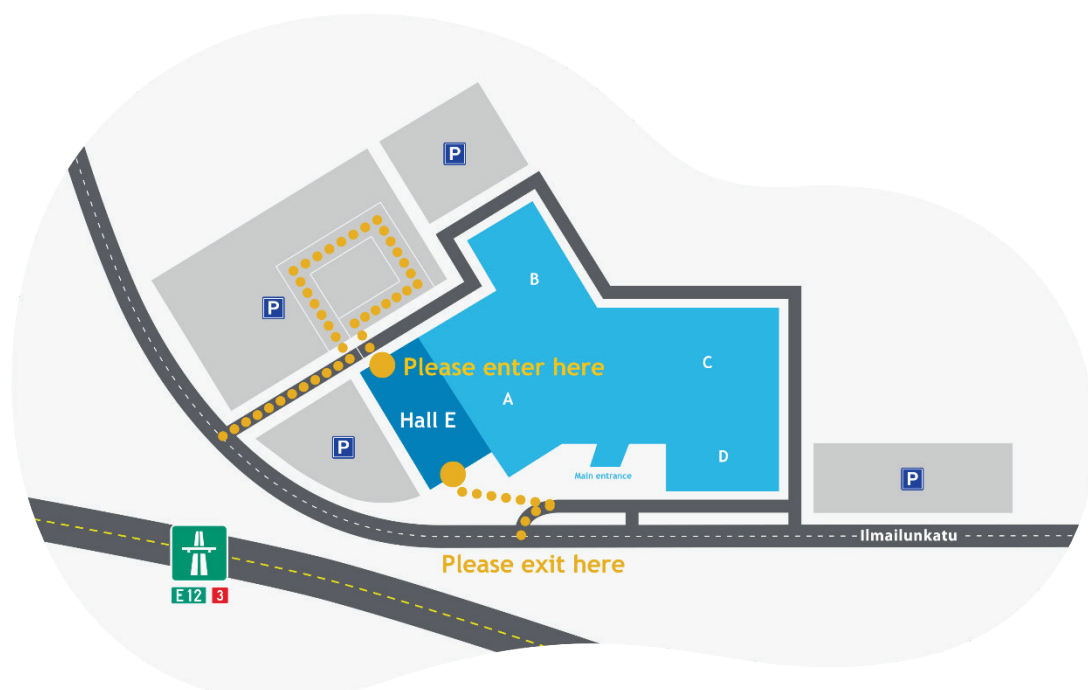 P
B
P
Please enter here
C
A
Hall E
P
D
Main entrance
P
Ilmailunkatu
Please exit here
E12 3